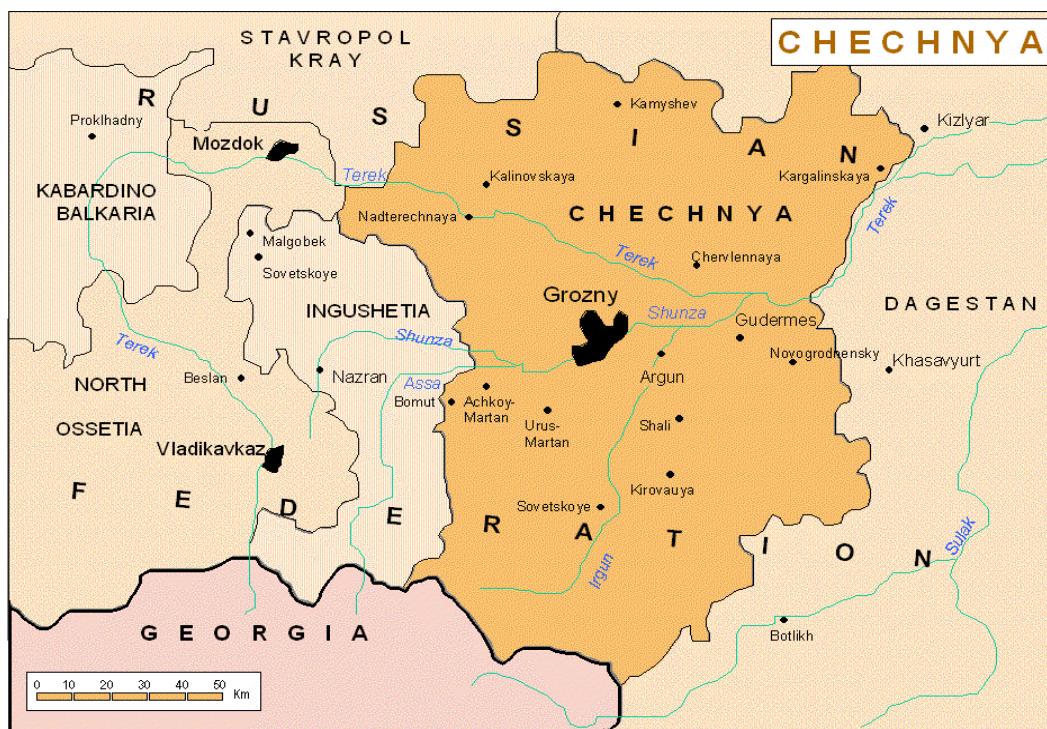 CHECHNYA
STAVROPOL
KRAY
RUSSIAN
Proklhadny
Mozdok
Kamyshev
Kizlyar
Terek
Kalinovskaya
Kargalinskaya
KABARDINO
BALKARIA
Nadterechnaya
CHECHNYA
Terek
Malgobek
Sovetskoye
Terek
Chervlennaya
Grozny
DAGESTAN
INGUSHETIA
Shunza
Gudermes
Terek
Shunza
Novogrodnensky
Khasavyurt
NORTH
OSSETIA
Beslan
Nazran
Assa
Argun
Bomut
Achkoy-
Martan
Urus-
Martan
Shali
Vladikavkaz
Kirovauya
FEDERATION
Sovetskoye
Irgun
Sulak
GEORGIA
Botlikh
0 10 20 30 40 50
Km